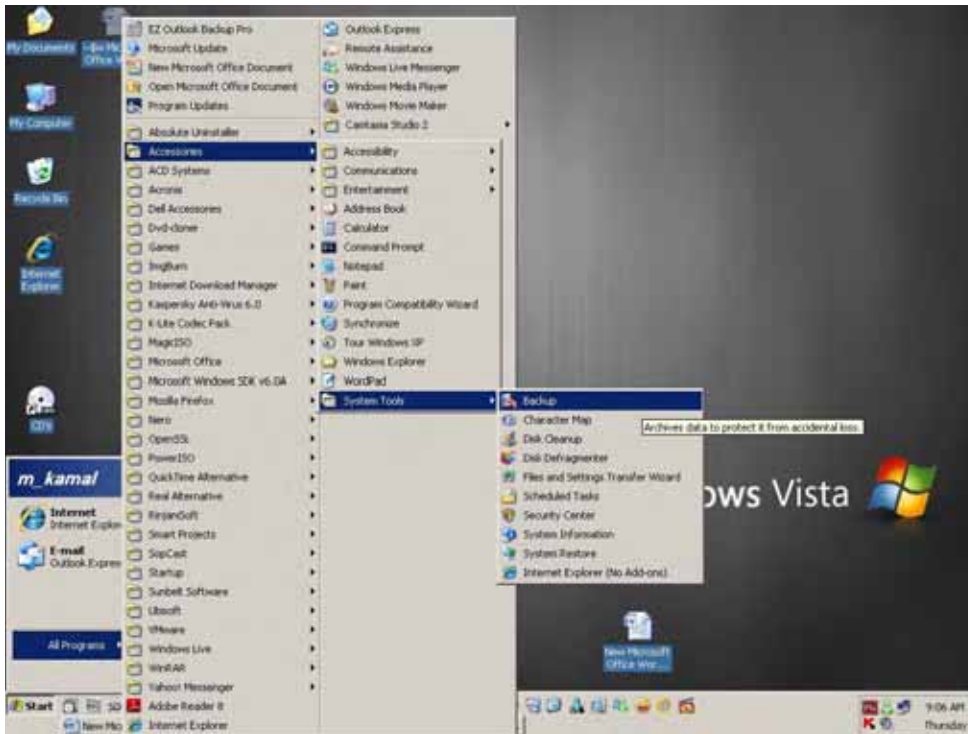 My Documents
My Computer
Recycle Bin
Internet
Explorer
CD's
EZ Outlook Backup Pro
Microsoft Update
New Microsoft Office Document
Open Microsoft Office Document
Program Updates
Absolute Uninstaller
Accessories
ACD Systems
Acronis
Dell Accessories
Dvd-cloner
Games
ImgBurn
Internet Download Manager
Kaspersky Anti-Virus 6.0
K-Lite Codec Pack
MagicISO
Microsoft Office
Microsoft Windows SDK v6.0A
Mozilla Firefox
Nero
OpenSSL
PowerISO
QuickTime Alternative
Real Alternative
RinjaniSoft
Smart Projects
SopCast
Startup
Sunbelt Software
Ubisoft
VMware
Windows Live
WinRAR
Yahoo! Messenger
Adobe Reader 8
Internet Explorer
Outlook Express
Remote Assistance
Windows Live Messenger
Windows Media Player
Windows Movie Maker
Camtasia Studio 2
Accessibility
Communications
Entertainment
Address Book
Calculator
Command Prompt
Notepad
Paint
Program Compatibility Wizard
Synchronize
Tour Windows XP
Windows Explorer
WordPad
System Tools
Backup
Character Map
Disk Cleanup
Disk Defragmenter
Files and Settings Transfer Wizard
Scheduled Tasks
Security Center
System Information
System Restore
Internet Explorer (No Add-ons)
Archives data to protect it from accidental loss.
ows Vista
m_kamal
Internet
Internet Explor
E-mail
Outlook Expres
All Programs
New Microsoft
Office Wor...
Start
New Mic
9:06 AM
Thursday